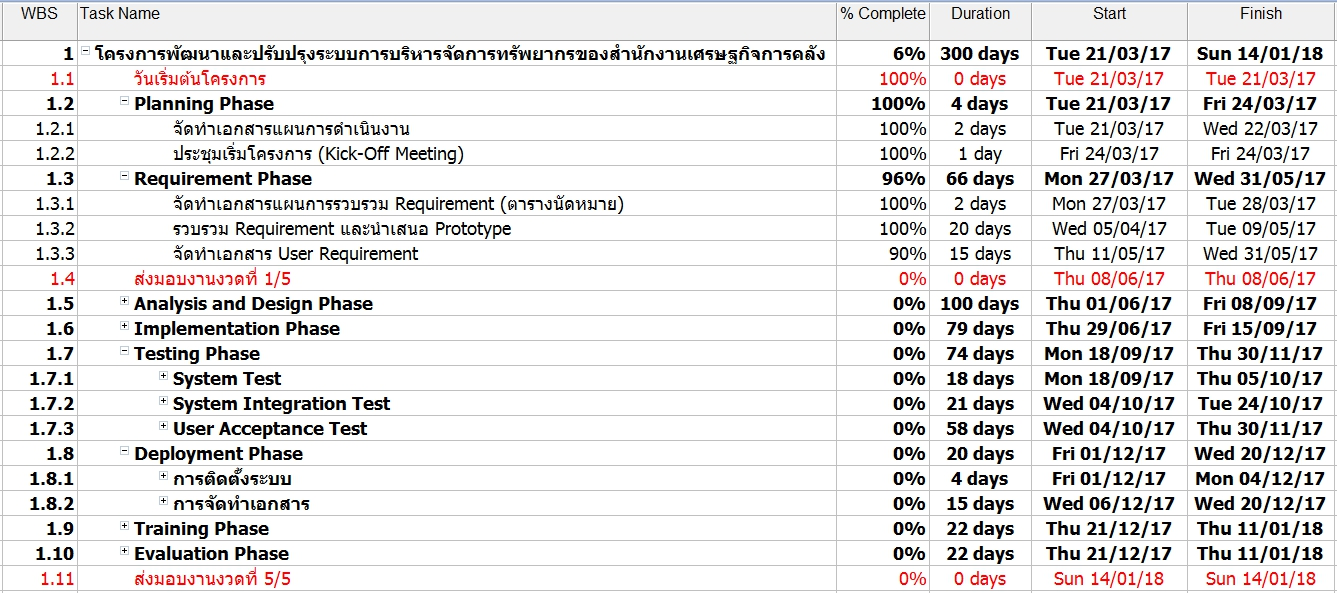 WBS Task Name % Complete Duration Start Finish
1 โครงการพัฒนาและปรับปรุงระบบการบริหารจัดการทรัพยากรของสำนักงานเศรษฐกิจการคลัง 6% 300 days Tue 21/03/17 Sun 14/01/18
1.1 วันเริ่มต้นโครงการ 100% 0 days Tue 21/03/17 Tue 21/03/17
1.2 Planning Phase 100% 4 days Tue 21/03/17 Fri 24/03/17
1.2.1 จัดทำเอกสารแผนการดำเนินงาน 100% 2 days Tue 21/03/17 Wed 22/03/17
1.2.2 ประชุมเริ่มโครงการ (Kick-Off Meeting) 100% 1 day Fri 24/03/17 Fri 24/03/17
1.3 Requirement Phase 96% 66 days Mon 27/03/17 Wed 31/05/17
1.3.1 จัดทำเอกสารแผนการรวบรวม Requirement (ตารางนัดหมาย) 100% 2 days Mon 27/03/17 Tue 28/03/17
1.3.2 รวบรวม Requirement และนำเสนอ Prototype 100% 20 days Wed 05/04/17 Tue 09/05/17
1.3.3 จัดทำเอกสาร User Requirement 90% 15 days Thu 11/05/17 Wed 31/05/17
1.4 ส่งมอบงานงวดที่ 1/5 0% 0 days Thu 08/06/17 Thu 08/06/17
1.5 Analysis and Design Phase 0% 100 days Thu 01/06/17 Fri 08/09/17
1.6 Implementation Phase 0% 79 days Thu 29/06/17 Fri 15/09/17
1.7 Testing Phase 0% 74 days Mon 18/09/17 Thu 30/11/17
1.7.1 System Test 0% 18 days Mon 18/09/17 Thu 05/10/17
1.7.2 System Integration Test 0% 21 days Wed 04/10/17 Tue 24/10/17
1.7.3 User Acceptance Test 0% 58 days Wed 04/10/17 Thu 30/11/17
1.8 Deployment Phase 0% 20 days Fri 01/12/17 Wed 20/12/17
1.8.1 การติดตั้งระบบ 0% 4 days Fri 01/12/17 Mon 04/12/17
1.8.2 การจัดทำเอกสาร 0% 15 days Wed 06/12/17 Wed 20/12/17
1.9 Training Phase 0% 22 days Thu 21/12/17 Thu 11/01/18
1.10 Evaluation Phase 0% 22 days Thu 21/12/17 Thu 11/01/18
1.11 ส่งมอบงานงวดที่ 5/5 0% 0 days Sun 14/01/18 Sun 14/01/18